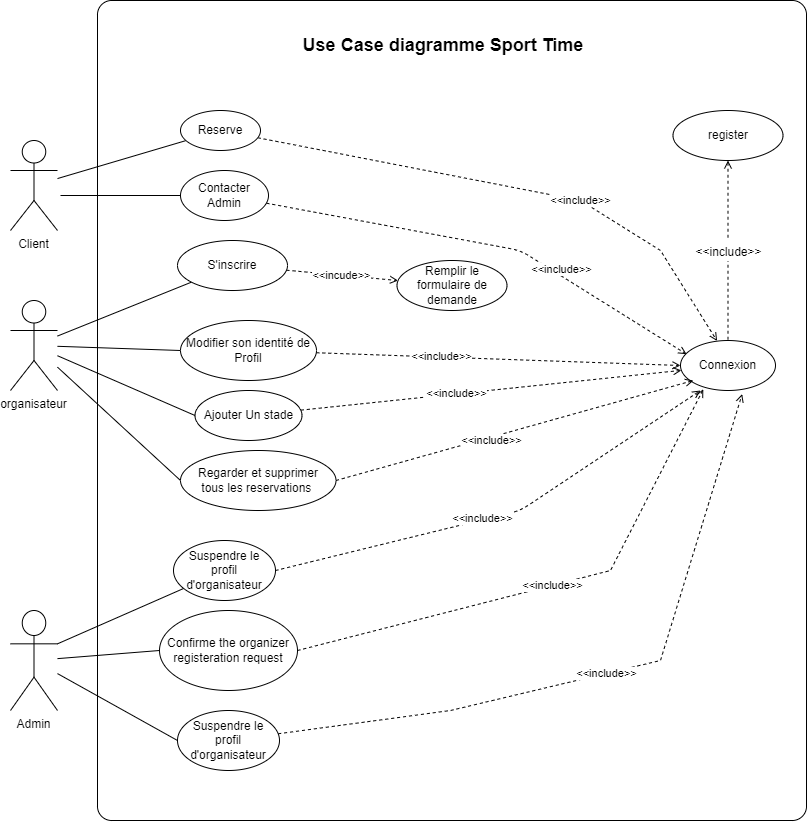 Use Case diagramme Sport Time
Reserve
register
Contacter
Admin
<<include>>
Client
<<include>>
S'inscrire
<<incude>>
Remplir le
formulaire de
demande
<<include>>
Modifier son identité de
Profil
<<include>>
Connexion
organisateur
Ajouter Un stade
<<include>>
Regarder et supprimer
tous les reservations
<<include>>
<<include>>
Suspendre le
profil
d'organisateur
<<include>>
Confirme the organizer
registeration request
<<include>>
Admin
Suspendre le
profil
d'organisateur